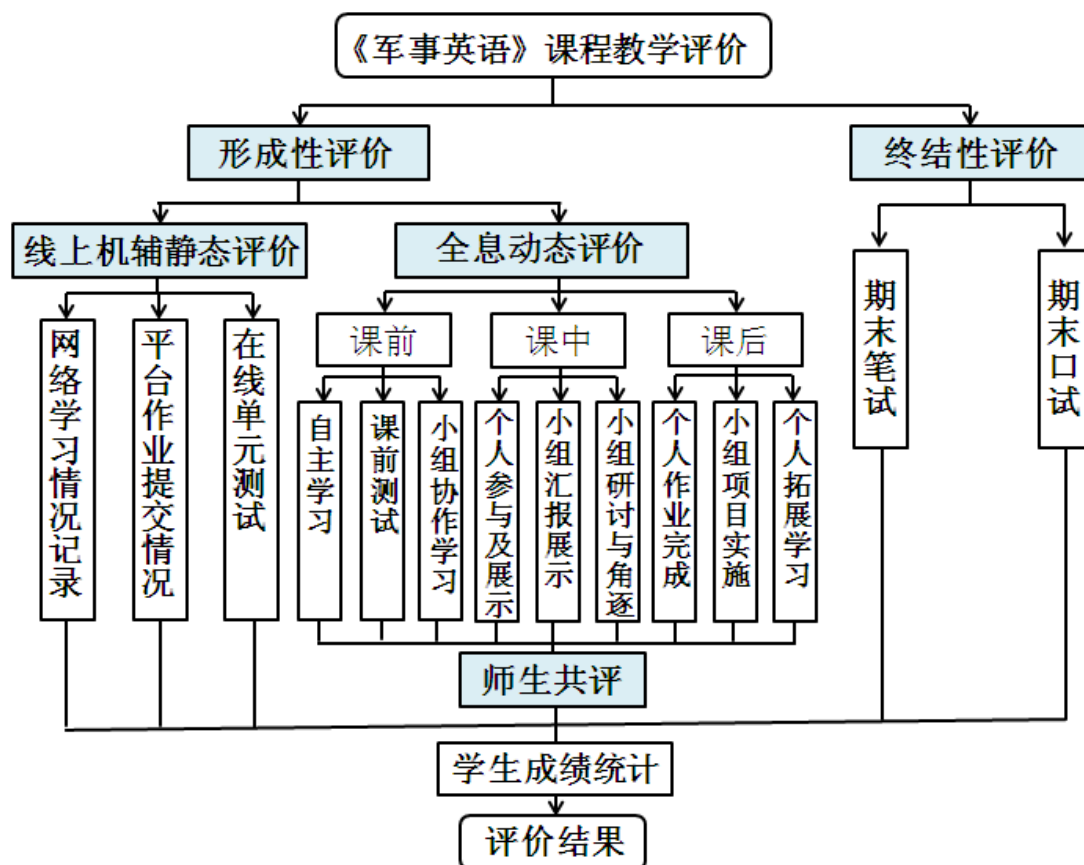 《军事英语》课程教学评价
形成性评价
终结性评价
线上机辅静态评价
全息动态评价
课前
课中
课后
网络学习情况记录
平台作业提交情况
在线单元测试
自主学习
课前测试
小组协作学习
个人参与及展示
小组汇报展示
小组研讨与角逐
个人作业完成
小组项目实施
个人拓展学习
期末笔试
期末口试
师生共评
学生成绩统计
评价结果